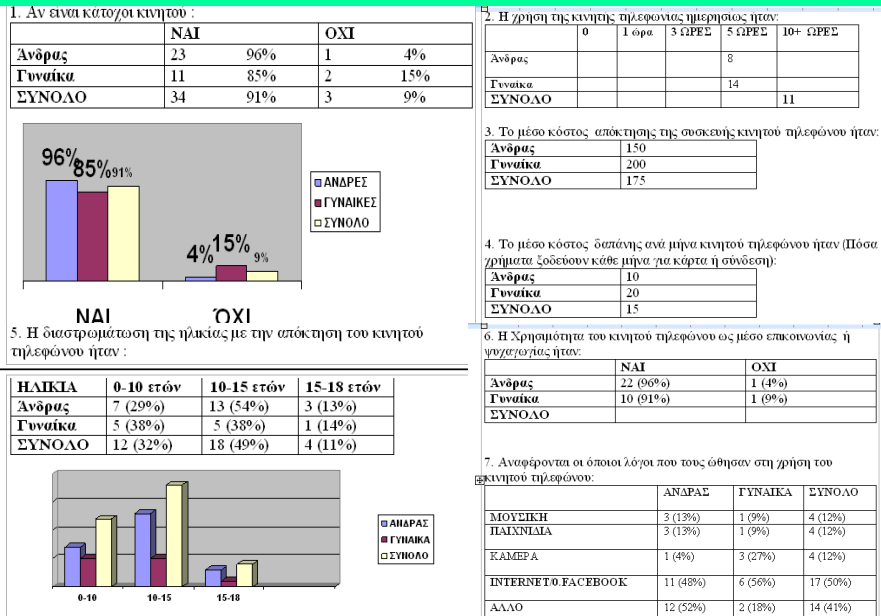 1. Αν είναι κάτοχοι κινητού :
ΝΑΙ ΟΧΙ
Άνδρας 23 96% 1 4%
Γυναίκα 11 85% 2 15%
ΣΥΝΟΛΟ 34 91% 3 9%
96% 85% 91%
4% 15% 9%
ΝΑΙ ΌΧΙ
ΑΝΔΡΕΣ
ΓΥΝΑΙΚΕΣ
ΣΥΝΟΛΟ
5. Η διαστρωμάτωση της ηλικίας με την απόκτηση του κινητού
τηλεφώνου ήταν :
ΗΛΙΚΙΑ 0-10 ετών 10-15 ετών 15-18 ετών
Άνδρας 7 (29%) 13 (54%) 3 (13%)
Γυναίκα 5 (38%) 5 (38%) 1 (14%)
ΣΥΝΟΛΟ 12 (32%) 18 (49%) 4 (11%)
0-10 10-15 15-18
ΑΝΔΡΑΣ
ΓΥΝΑΙΚΑ
ΣΥΝΟΛΟ
2. Η χρήση της κινητής τηλεφωνίας ημερησίως ήταν:
0 1 ώρα 3 ΩΡΕΣ 5 ΩΡΕΣ 10+ ΩΡΕΣ
Άνδρας 8
Γυναίκα 14
ΣΥΝΟΛΟ 11
3. Το μέσο κόστος απόκτησης της συσκευής κινητού τηλεφώνου ήταν:
Άνδρας 150
Γυναίκα 200
ΣΥΝΟΛΟ 175
4. Το μέσο κόστος δαπάνης ανά μήνα κινητού τηλεφώνου ήταν (Πόσα
χρήματα ξοδεύουν κάθε μήνα για κάρτα ή σύνδεση):
Άνδρας 10
Γυναίκα 20
ΣΥΝΟΛΟ 15
6. Η Χρησιμότητα του κινητού τηλεφώνου ως μέσο επικοινωνίας ή
ψυχαγωγίας ήταν:
ΝΑΙ ΟΧΙ
Άνδρας 22 (96%) 1 (4%)
Γυναίκα 10 (91%) 1 (9%)
ΣΥΝΟΛΟ
7. Αναφέρονται οι όποιοι λόγοι που τους ώθησαν στη χρήση του
κινητού τηλεφώνου:
ΑΝΔΡΑΣ ΓΥΝΑΙΚΑ ΣΥΝΟΛΟ
ΜΟΥΣΙΚΗ 3 (13%) 1 (9%) 4 (12%)
ΠΑΙΧΝΙΔΙΑ 3 (13%) 1 (9%) 4 (12%)
ΚΑΜΕΡΑ 1 (4%) 3 (27%) 4 (12%)
INTERNET/0.FACEBOOK 11 (48%) 6 (56%) 17 (50%)
ΑΛΛΟ 12 (52%) 2 (18%) 14 (41%)